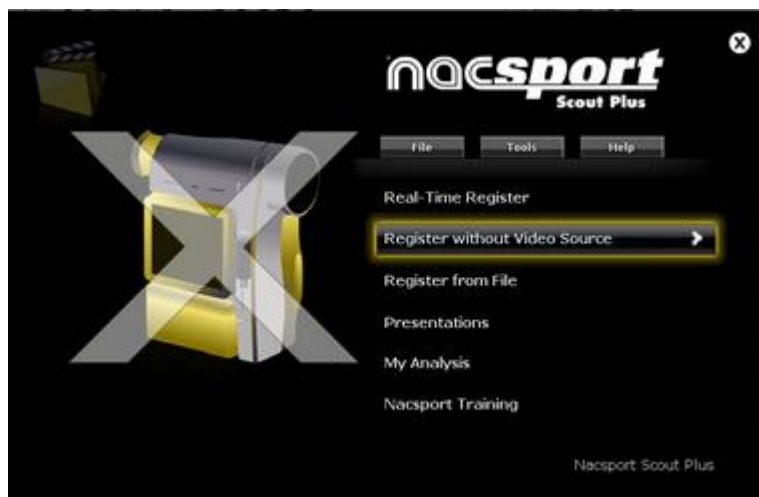 nacsport
Scout Plus
File Tools Help
Real-Time Register
Register without Video Source
Register from File
Presentations
My Analysis
Nacsport Training
Nacsport Scout Plus